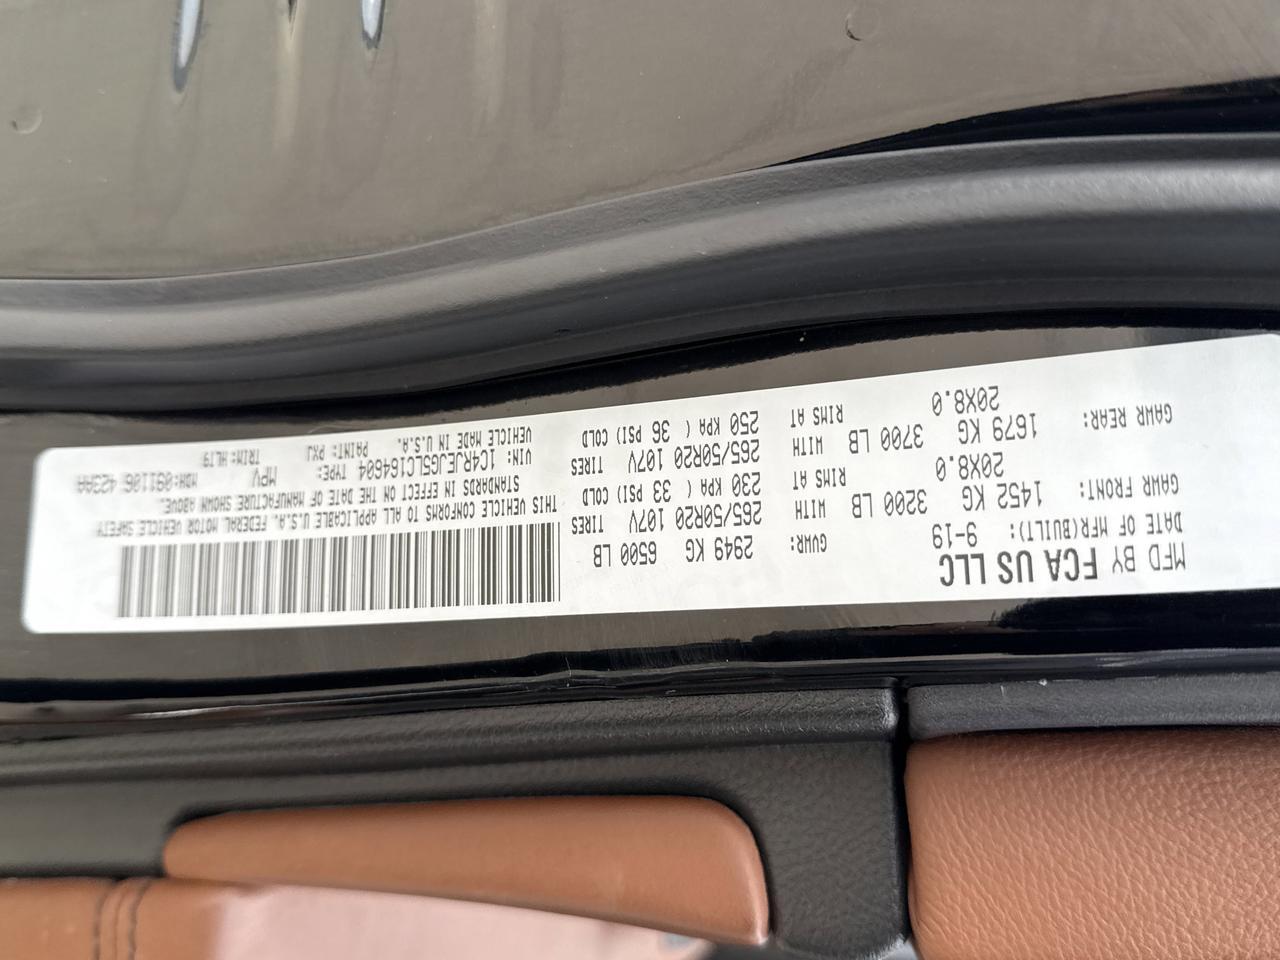 MFD BY FCA US LLC
DATE OF MFR(BUILT): 9-19
GVWR: 2949 KG 6500 LB
GAWR FRONT: 1452 KG 3200 LB WITH 265/50R20 107V TIRES
20X8.0 RIMS AT 230 KPA ( 33 PSI) COLD
GAWR REAR: 1679 KG 3700 LB WITH 265/50R20 107V TIRES
20X8.0 RIMS AT 250 KPA ( 36 PSI) COLD
THIS VEHICLE CONFORMS TO ALL APPLICABLE U.S.A. FEDERAL MOTOR VEHICLE SAFETY
STANDARDS IN EFFECT ON THE DATE OF MANUFACTURE SHOWN ABOVE.
VIN: 1C4RJEJG5LC164604 TYPE: MPV MDH:091106 423AA
VEHICLE MADE IN U.S.A. PAINT: PXJ TRIM: HLT9